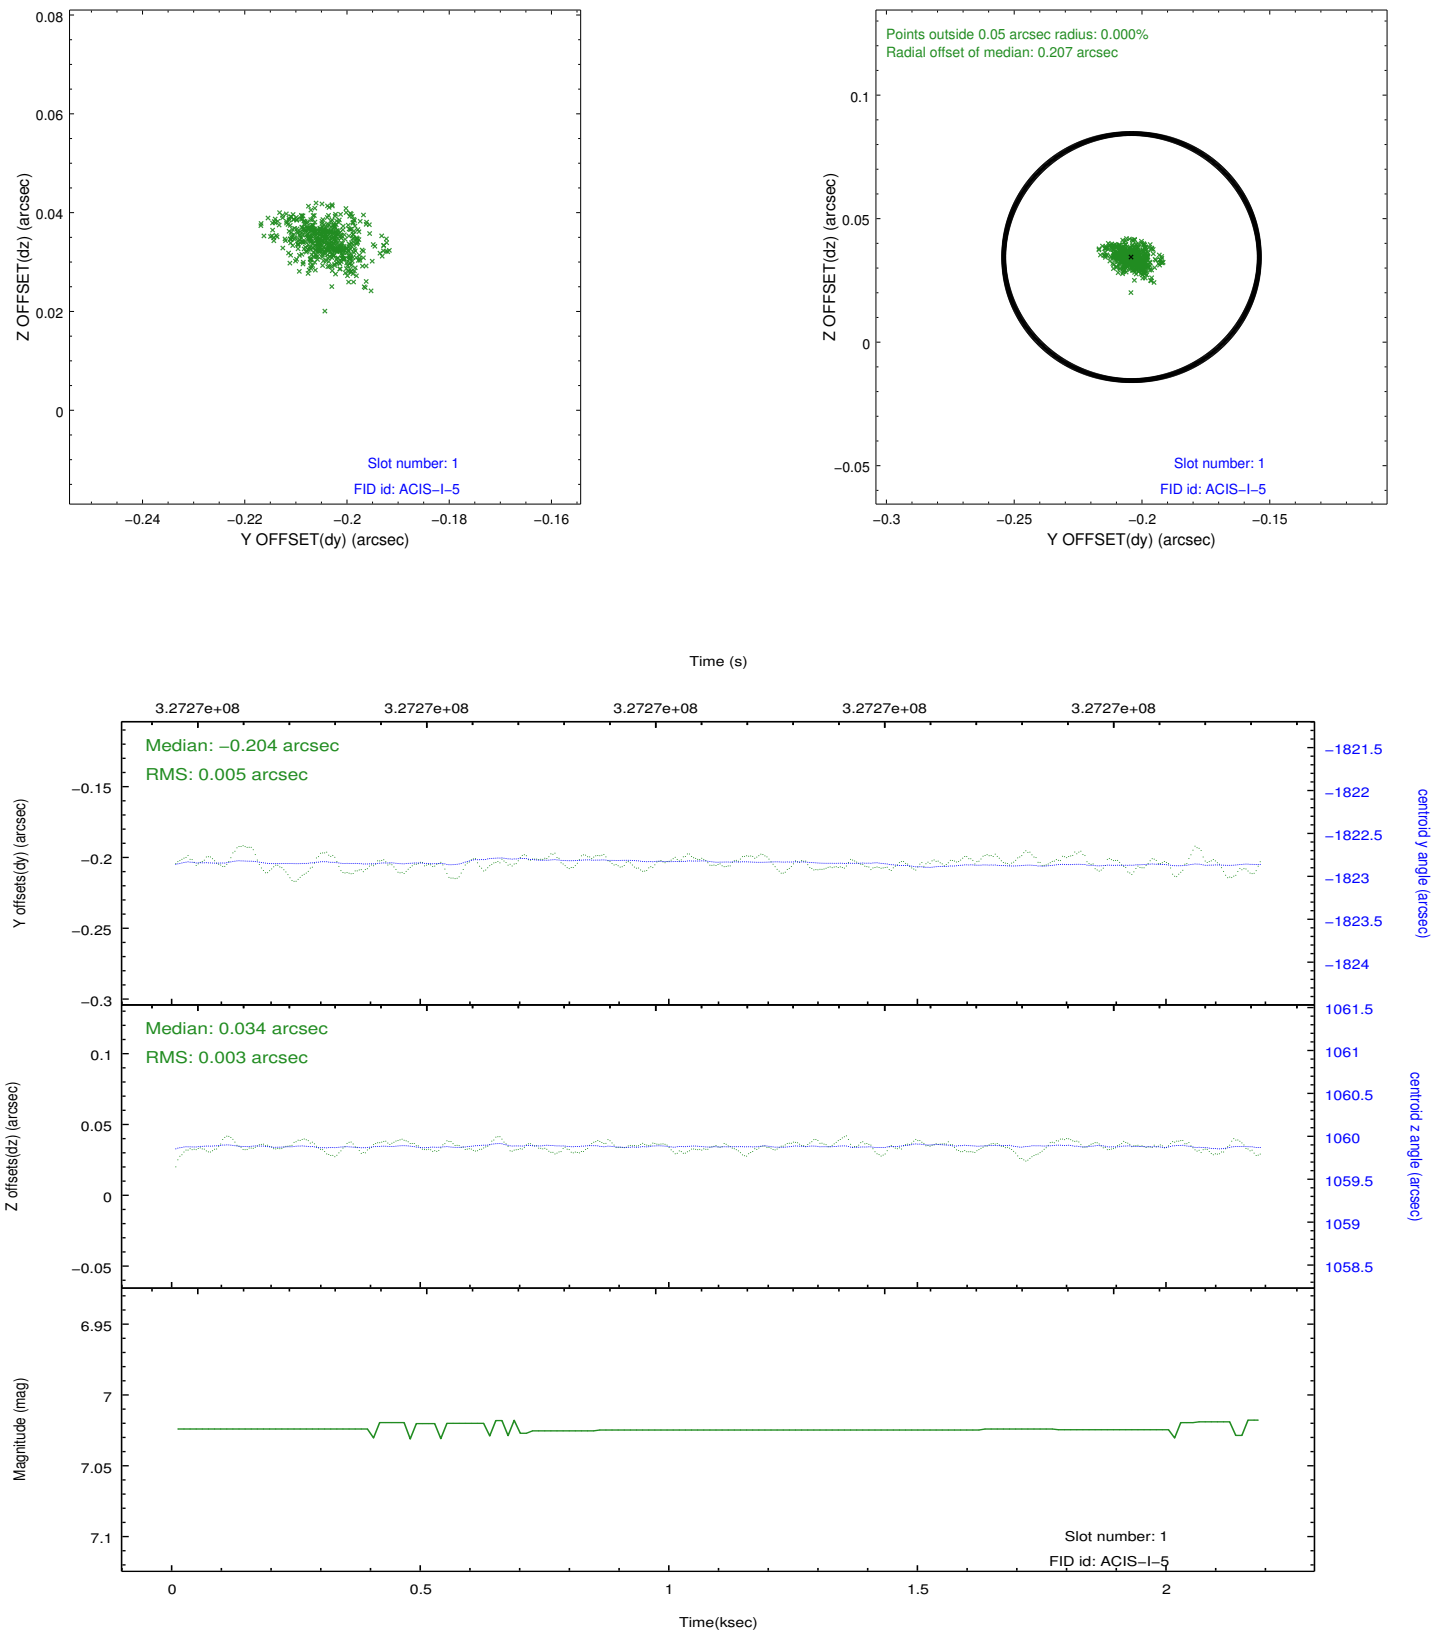 0.08
0.06
0.04
0.02
0
Z OFFSET(dz) (arcsec)
Slot number: 1
FID id: ACIS−I−5
−0.24
−0.22
−0.2
−0.18
−0.16
Y OFFSET(dy) (arcsec)
Points outside 0.05 arcsec radius: 0.000%
Radial offset of median: 0.207 arcsec
0.1
0.05
0
−0.05
Z OFFSET(dz) (arcsec)
Slot number: 1
FID id: ACIS−I−5
−0.3
−0.25
−0.2
−0.15
Y OFFSET(dy) (arcsec)
Time (s)
3.2727e+08
3.2727e+08
3.2727e+08
3.2727e+08
3.2727e+08
Median: −0.204 arcsec
RMS: 0.005 arcsec
−0.15
−0.2
−0.25
−0.3
Y offsets(dy) (arcsec)
−1821.5
−1822
−1822.5
−1823
−1823.5
−1824
centroid y angle (arcsec)
Median: 0.034 arcsec
RMS: 0.003 arcsec
0.1
0.05
0
−0.05
Z offsets(dz) (arcsec)
1061.5
1061
1060.5
1060
1059.5
1059
1058.5
centroid z angle (arcsec)
6.95
7
7.05
7.1
Magnitude (mag)
Slot number: 1
FID id: ACIS−I−5
0
0.5
1
1.5
2
Time(ksec)